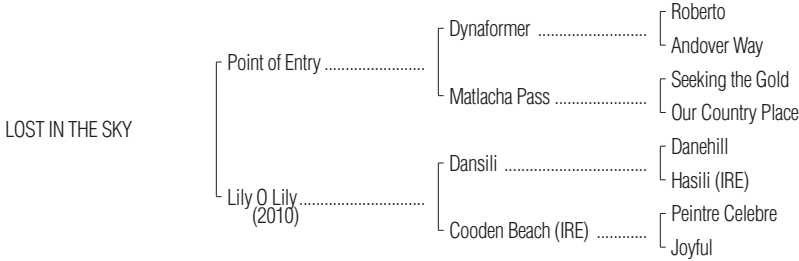 Roberto
Dynaformer ..........................
Andover Way
Point of Entry ........................
Seeking the Gold
Matlacha Pass ......................
Our Country Place
LOST IN THE SKY
Danehill
Dansili ..................................
Hasili (IRE)
Lily O Lily ..............................
(2010)
Peintre Celebre
Cooden Beach (IRE) ............
Joyful